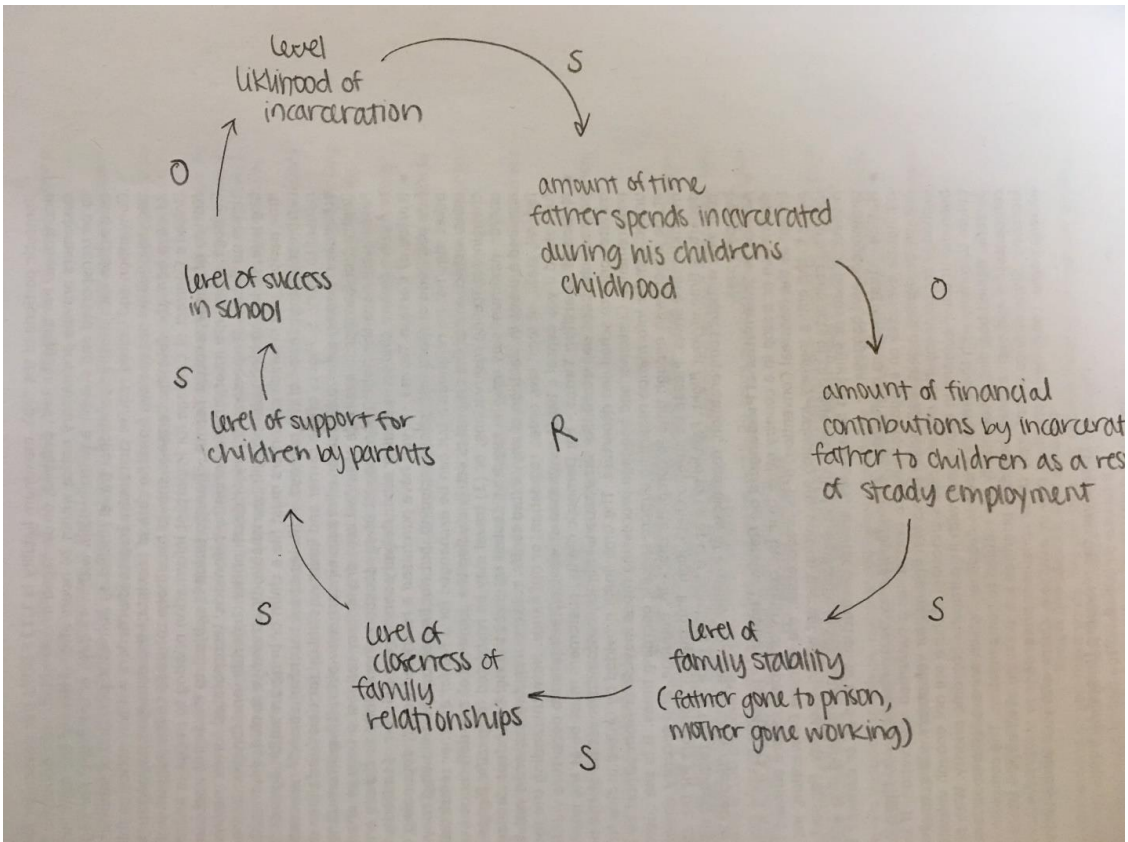 level
liklihood of
incarceration
S
amount of time
father spends incarcerated
during his children's
childhood
O
amount of financial
contributions by incarcerat
father to children as a res
of steady employment
S
level of
family stability
(father gone to prison,
mother gone working)
S
level of
closeness of
family
relationships
S
level of support for
children by parents
S
level of success
in school
O
R